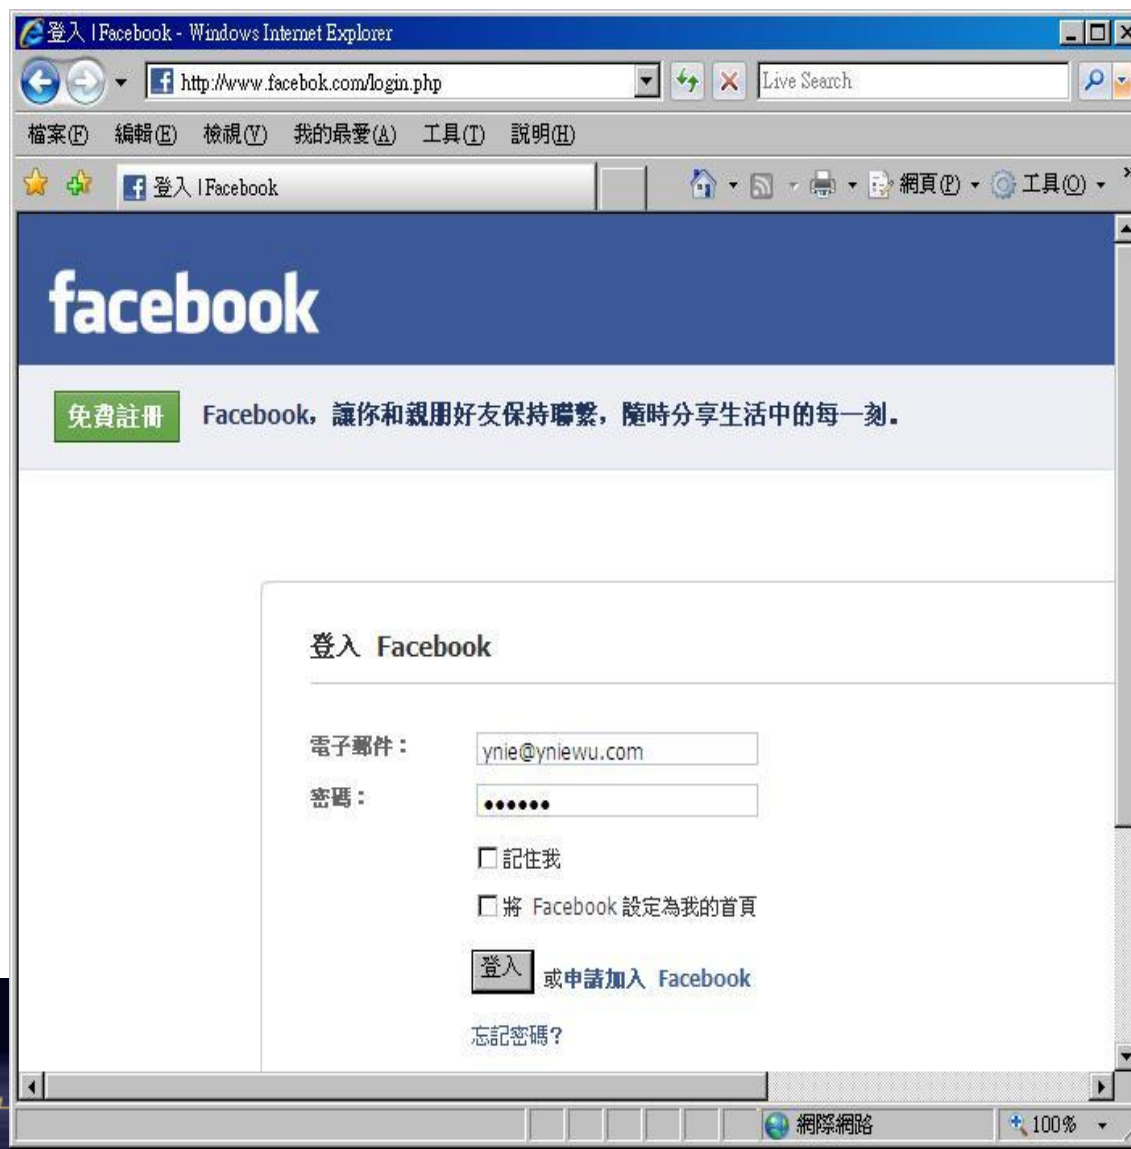 登入 | Facebook - Windows Internet Explorer
http://www.facebok.com/login.php Live Search
檔案(F) 編輯(E) 檢視(V) 我的最愛(A) 工具(T) 說明(H)
登入 | Facebook 網頁(P) 工具(O) »
facebook
免費註冊 Facebook，讓你和親朋好友保持聯繫，隨時分享生活中的每一刻。
登入 Facebook
電子郵件： ynie@yniewu.com
密碼： ••••••
記住我
將 Facebook 設定為我的首頁
登入 或申請加入 Facebook
忘記密碼?
網際網路 100%